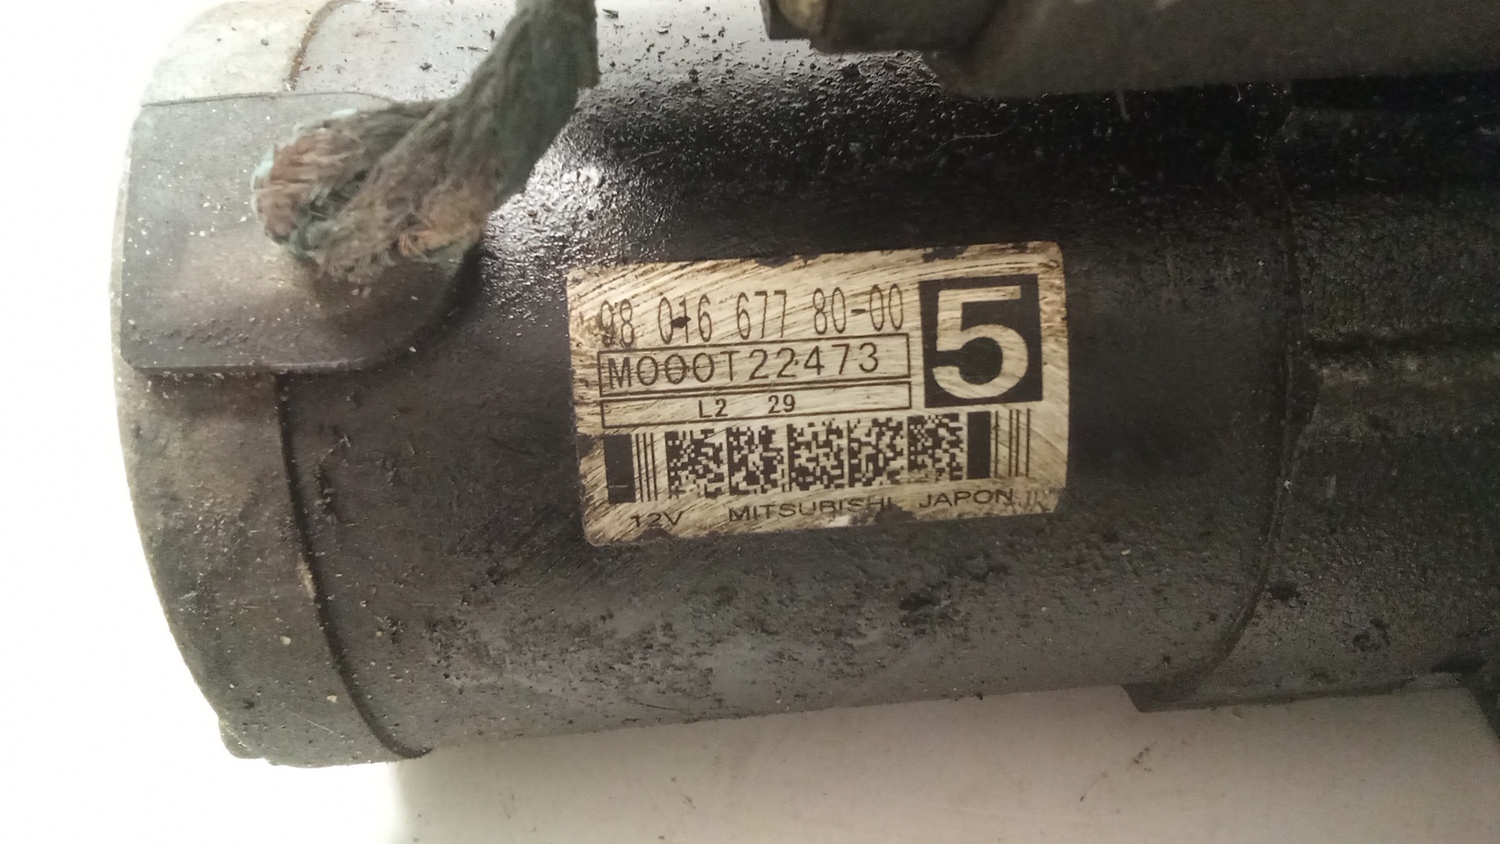 98 016 677 80-00
5
M000T22473
L2 29
12V MITSUBISHI JAPON